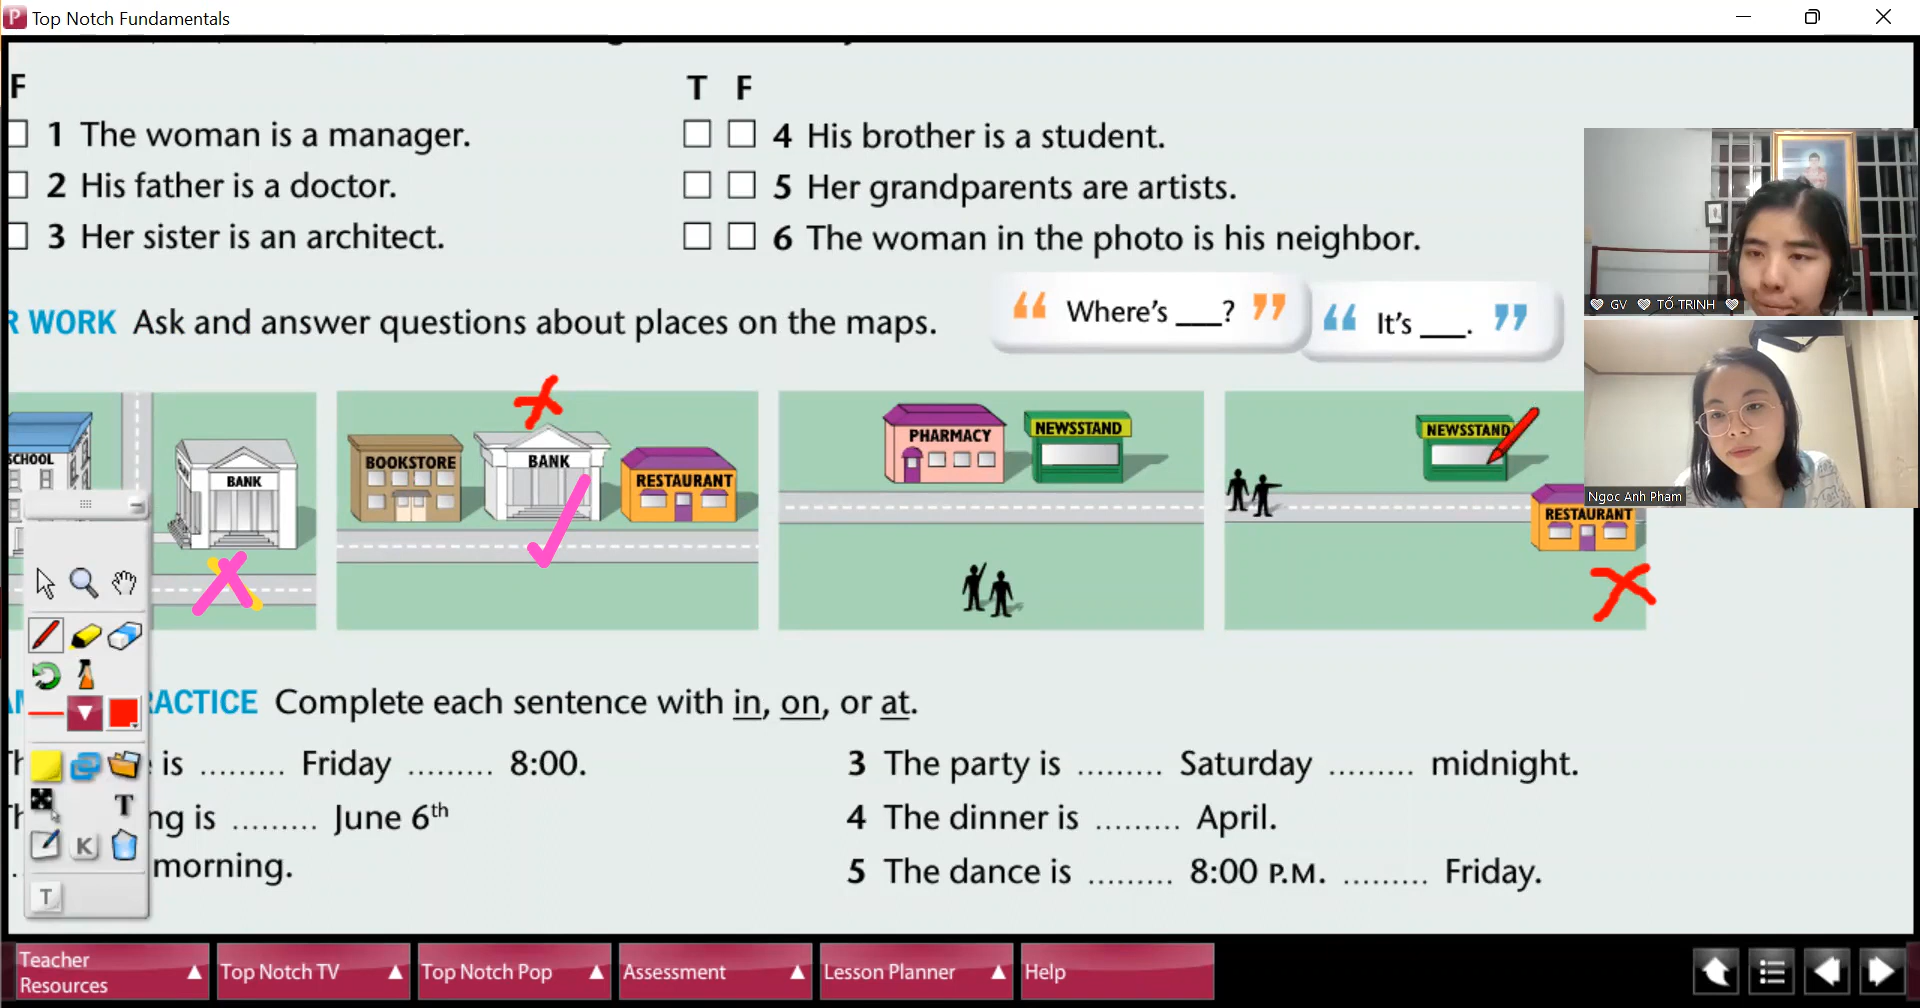 Top Notch Fundamentals
F
1 The woman is a manager.
2 His father is a doctor.
3 Her sister is an architect.
T F
4 His brother is a student.
5 Her grandparents are artists.
6 The woman in the photo is his neighbor.
R WORK Ask and answer questions about places on the maps.
“ Where's ___? ”
“ It's ___. ”
SCHOOL
BANK
BOOKSTORE
BANK
RESTAURANT
PHARMACY
NEWSSTAND
NEWSSTAND
RESTAURANT
GV TỐ TRINH
Ngoc Anh Pham
RACTICE Complete each sentence with in, on, or at.
is ......... Friday ......... 8:00.
ng is ......... June 6th
morning.
3 The party is ......... Saturday ......... midnight.
4 The dinner is ......... April.
5 The dance is ......... 8:00 P.M. ......... Friday.
T
K
T
Teacher
Resources
Top Notch TV
Top Notch Pop
Assessment
Lesson Planner
Help